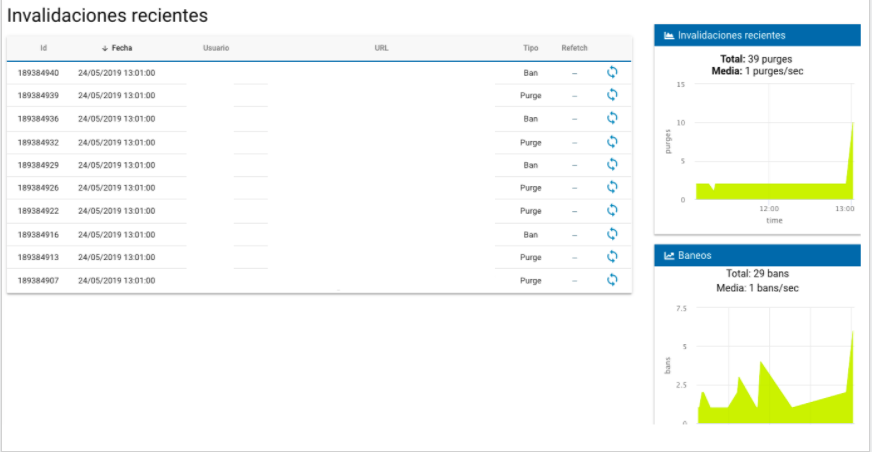 Invalidaciones recientes
Id Fecha Usuario URL Tipo Refetch
189384940 24/05/2019 13:01:00 Ban --
189384939 24/05/2019 13:01:00 Purge --
189384936 24/05/2019 13:01:00 Ban --
189384932 24/05/2019 13:01:00 Purge --
189384929 24/05/2019 13:01:00 Ban --
189384926 24/05/2019 13:01:00 Purge --
189384922 24/05/2019 13:01:00 Purge --
189384916 24/05/2019 13:01:00 Ban --
189384913 24/05/2019 13:01:00 Purge --
189384907 24/05/2019 13:01:00 Purge --
Invalidaciones recientes
Total: 39 purges
Media: 1 purges/sec
15
10
5
0
purges
12:00 13:00
time
Baneos
Total: 29 bans
Media: 1 bans/sec
7.5
5
2.5
0
bans